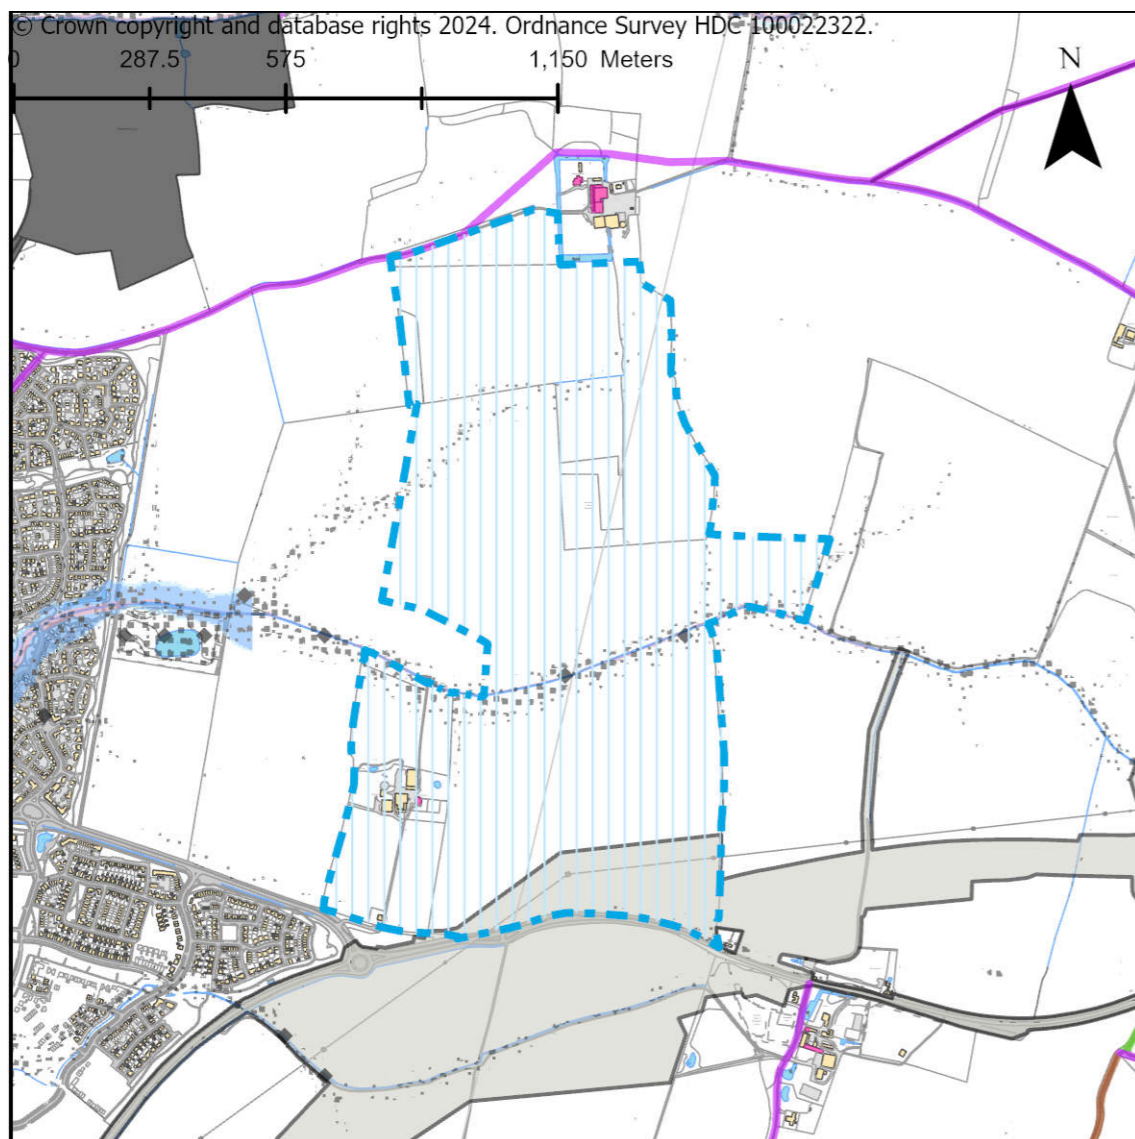 © Crown copyright and database rights 2024. Ordnance Survey HDC 100022322.
0 287.5 575 1,150 Meters
N